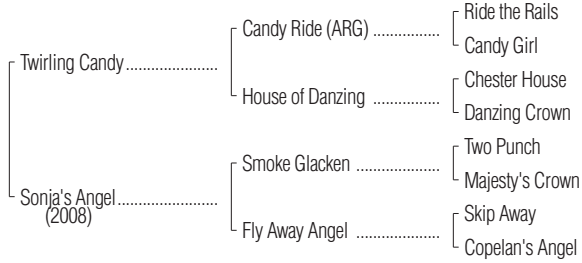 Ride the Rails
Candy Ride (ARG) ................
Candy Girl
Twirling Candy ......................
Chester House
House of Danzing ................
Danzing Crown
Two Punch
Smoke Glacken ....................
Majesty's Crown
Sonja's Angel ........................
(2008)
Skip Away
Fly Away Angel ....................
Copelan's Angel